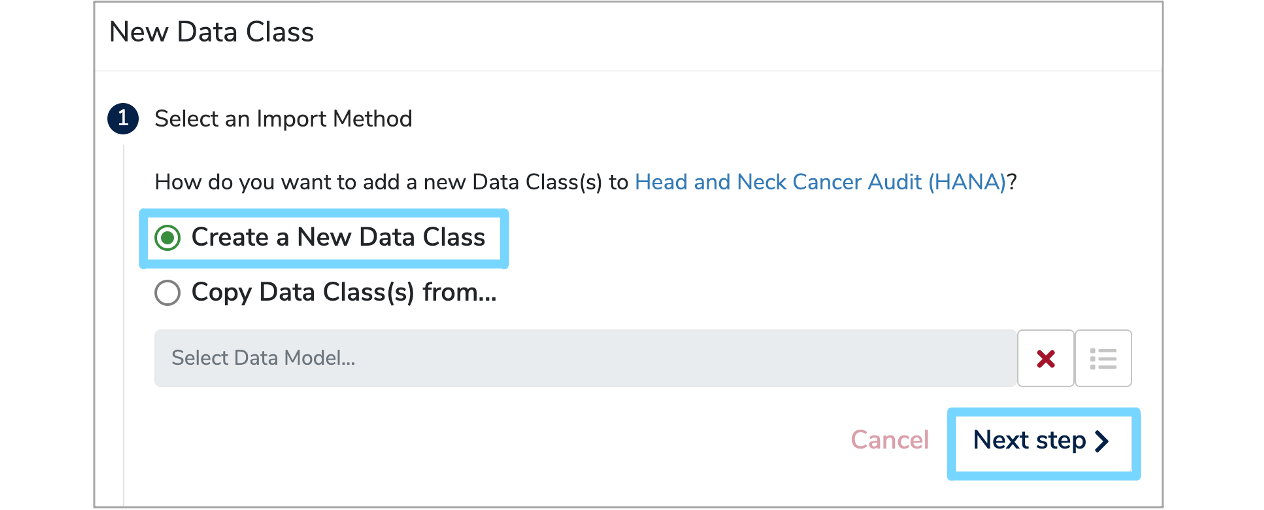 New Data Class
1 Select an Import Method
How do you want to add a new Data Class(s) to Head and Neck Cancer Audit (HANA)?
Create a New Data Class
Copy Data Class(s) from...
Select Data Model...
Cancel Next step